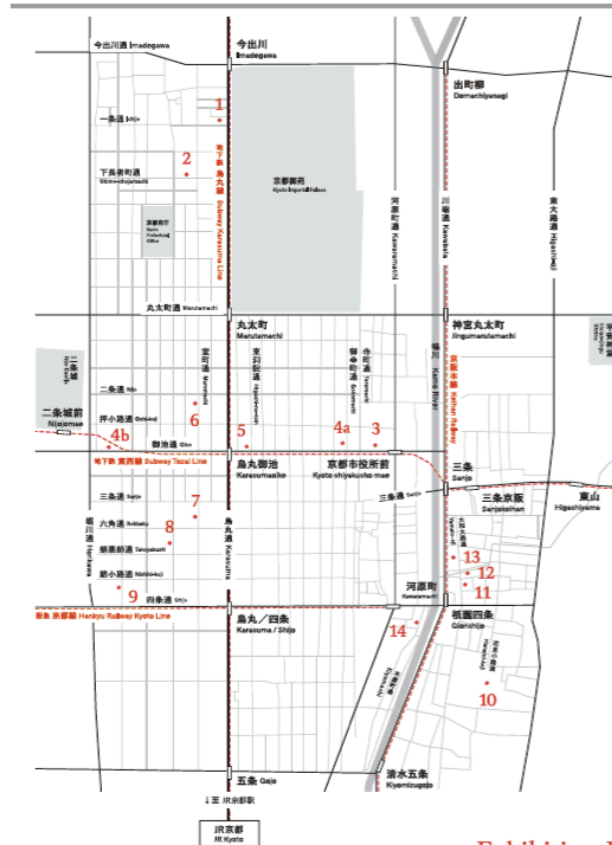 今出川通 Imadegawa
今出川
Imadegawa
出町柳
Demachiyanagi
1
一条通 Ichijo
2
下長者町通
Shimo-chojamachi
地下鉄 烏丸線 Subway Karasuma Line
京都御苑
Kyoto Imperial Palace
河原町通 Kawaramachi
川端通 Kawabata
東大路通 Higashioji
京都府庁
Kyoto
Prefectural
Office
丸太町通 Marutamachi
丸太町
Marutamachi
神宮丸太町
Jingumarutamachi
二条城
Nijo Castle
室町通
Muromachi
東洞院通
御幸町通
寺町通
Teramachi
鴨川 Kamo River
京阪本線 Keihan Railway
二条通 Nijo
押小路通 Oshikoji
6
二条城前
Nijojomae
4b
御池通 Oike
5
4a
3
地下鉄 東西線 Subway Tozai Line
烏丸御池
Karasumaoike
京都市役所前
Kyoto shiyakusho mae
三条
Sanjo
三条通 Sanjo
三条通 Sanjo
三条京阪
Sanjokeihan
東山
Higashiyama
7
六角通 Rokkaku
8
蛸薬師通 Takoyakushi
堀川通 Horikawa
烏丸通 Karasuma
大和大路通
13
12
11
錦小路通 Nishikikoji
9
四条通 Shijo
河原町
Kawaramachi
京都線 Hankyu Railway Kyoto Line
烏丸／四条
Karasuma / Shijo
祇園四条
Gionshijo
14
花見小路通
10
五条 Gojo
清水五条
Kiyomizugojo
↓至 JR京都駅
JR京都
JR Kyoto